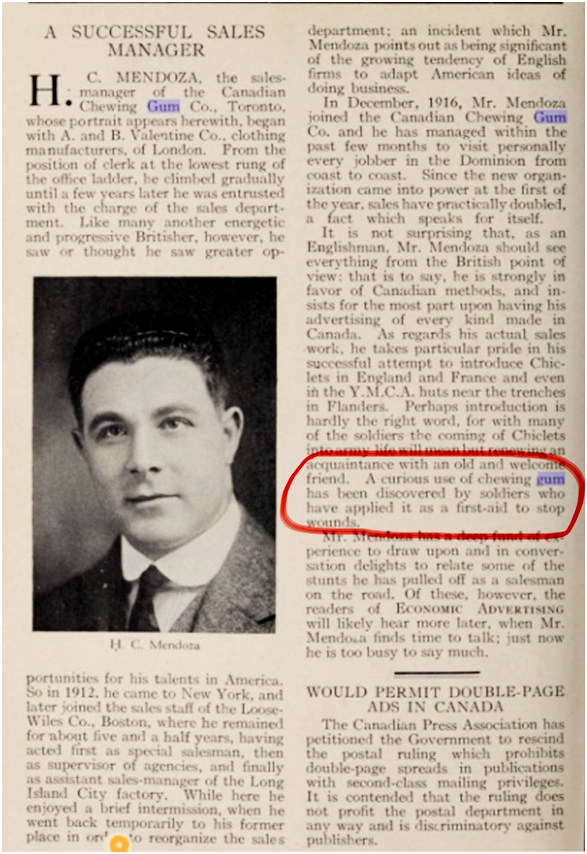 A SUCCESSFUL SALES
MANAGER
H. C. MENDOZA, the sales-
manager of the Canadian
Chewing Gum Co., Toronto,
whose portrait appears herewith, began
with A. and B. Valentine Co., clothing
manufacturers, of London. From the
position of clerk at the lowest rung of
the office ladder, he climbed gradually
until a few years later he was entrusted
with the charge of the sales depart-
ment. Like many another energetic
and progressive Britisher, however, he
saw or thought he saw greater op-
H. C. Mendoza
portunities for his talents in America.
So in 1912, he came to New York, and
later joined the sales staff of the Loose-
Wiles Co., Boston, where he remained
for about five and a half years, having
acted first as special salesman, then
as supervisor of agencies, and finally
as assistant sales-manager of the Long
Island City factory. While here he
enjoyed a brief intermission, when he
went back temporarily to his former
place in to reorganize the sales
department; an incident which Mr.
Mendoza points out as being significant
of the growing tendency of English
firms to adapt American ideas of
doing business.
In December, 1916, Mr. Mendoza
joined the Canadian Chewing Gum
Co. and he has managed within the
past few months to visit personally
every jobber in the Dominion from
coast to coast. Since the new organ-
ization came into power at the first of
the year, sales have practically doubled,
a fact which speaks for itself.
It is not surprising that, as an
Englishman, Mr. Mendoza should see
everything from the British point of
view: that is to say, he is strongly in
favor of Canadian methods, and in-
sists for the most part upon having his
advertising of every kind made in
Canada. As regards his actual sales
work, he takes particular pride in his
successful attempt to introduce Chic-
lets in England and France and even
in the Y.M.C.A. huts near the trenches
in Flanders. Perhaps introduction is
hardly the right word, for with many
of the soldiers the coming of Chiclets
into army life will mean but renewing an
acquaintance with an old and welcome
friend. A curious use of chewing gum
has been discovered by soldiers who
have applied it as a first-aid to stop
wounds.
Mr. Mendoza has a deep fund of ex-
perience to draw upon and in conver-
sation delights to relate some of the
stunts he has pulled off as a salesman
on the road. Of these, however, the
readers of ECONOMIC ADVERTISING
will likely hear more later, when Mr.
Mendoza finds time to talk; just now
he is too busy to say much.
WOULD PERMIT DOUBLE-PAGE
ADS IN CANADA
The Canadian Press Association has
petitioned the Government to rescind
the postal ruling which prohibits
double-page spreads in publications
with second-class mailing privileges.
It is contended that the ruling does
not profit the postal department in
any way and is discriminatory against
publishers.